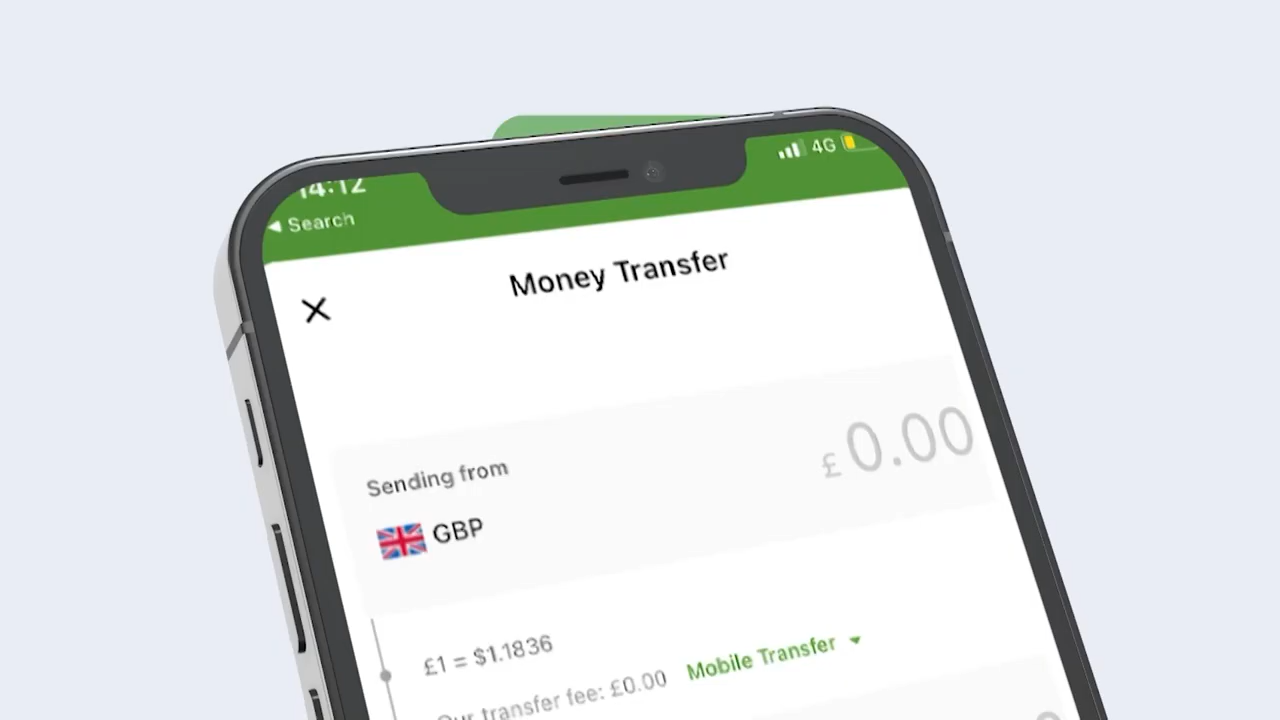 14:12
4G
Search
Money Transfer
£0.00
Sending from
GBP
£1 = $1.1836
Our transfer fee: £0.00 Mobile Transfer